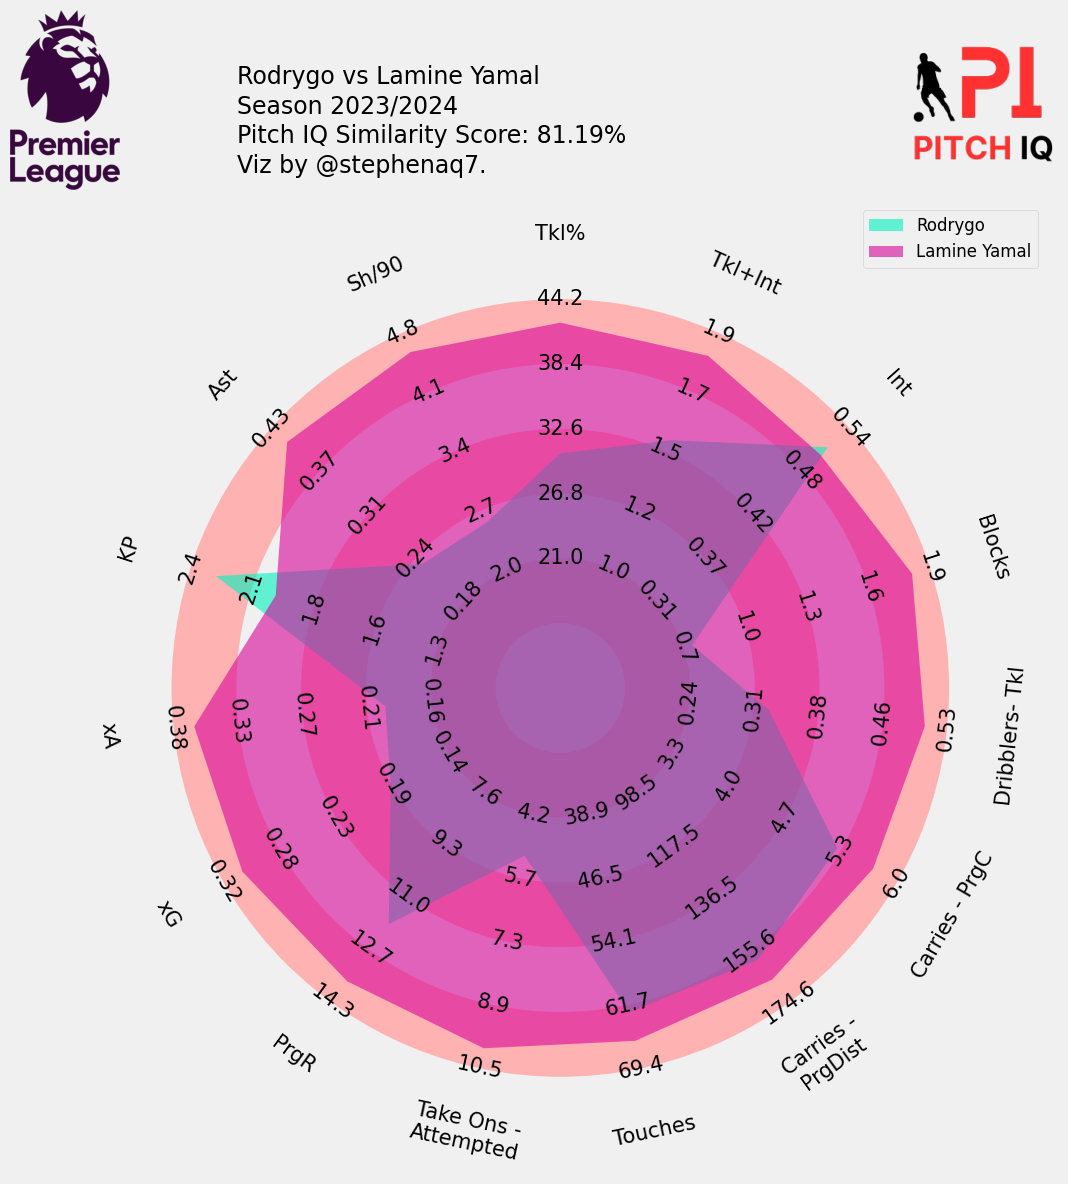 Premier
League
Rodrygo vs Lamine Yamal
Season 2023/2024
Pitch IQ Similarity Score: 81.19%
Viz by @stephenaq7.
PI
PITCH IQ
Rodrygo
Lamine Yamal
Tkl%
44.2
38.4
32.6
26.8
21.0
Tkl+Int
1.9
1.7
1.5
1.2
1.0
Int
0.54
0.48
0.42
0.37
0.31
Blocks
1.9
1.6
1.3
1.0
0.7
Dribblers- Tkl
0.53
0.46
0.38
0.31
0.24
Carries - PrgC
6.0
5.3
4.7
4.0
3.3
Carries -
PrgDist
174.6
155.6
136.5
117.5
98.5
Touches
69.4
61.7
54.1
46.5
38.9
Take Ons -
Attempted
10.5
8.9
7.3
5.7
4.2
PrgR
14.3
12.7
11.0
9.3
7.6
xG
0.32
0.28
0.23
0.19
0.14
xA
0.38
0.33
0.27
0.21
0.16
KP
2.4
2.1
1.8
1.6
1.3
Ast
0.43
0.37
0.31
0.24
0.18
Sh/90
4.8
4.1
3.4
2.7
2.0